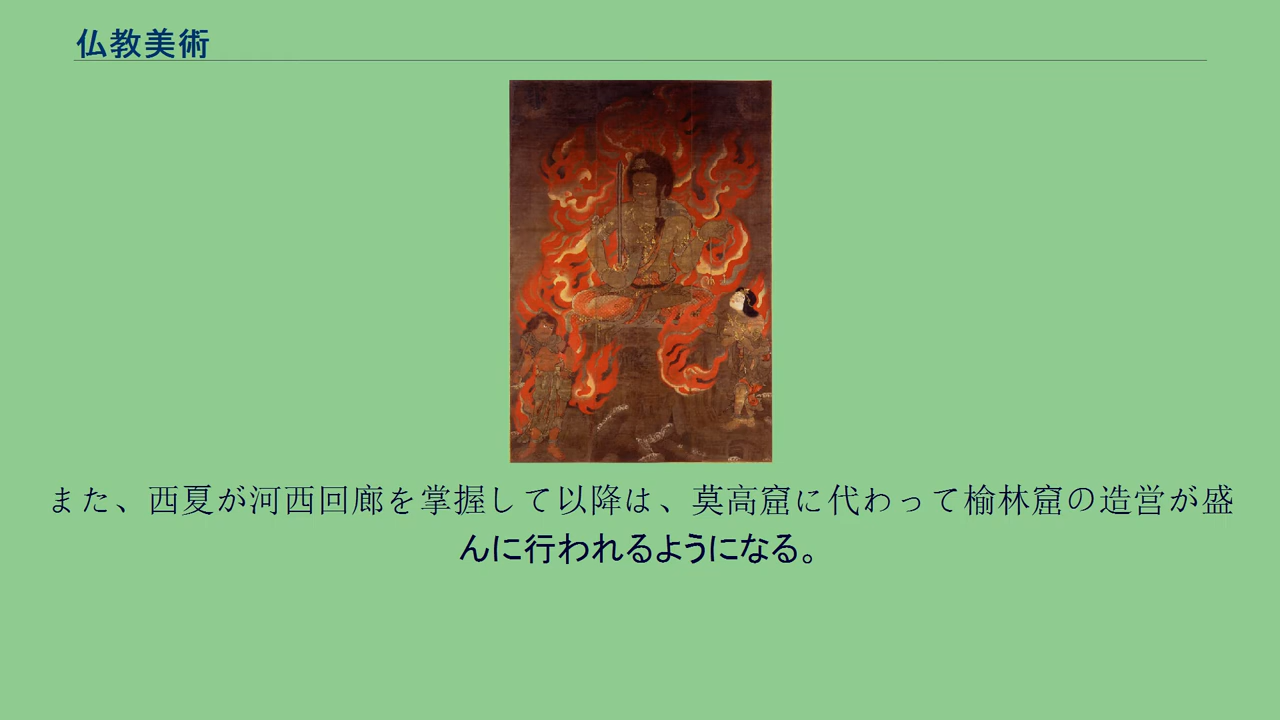 仏教美術
また、西夏が河西回廊を掌握して以降は、莫高窟に代わって楡林窟の造営が盛
んに行われるようになる。